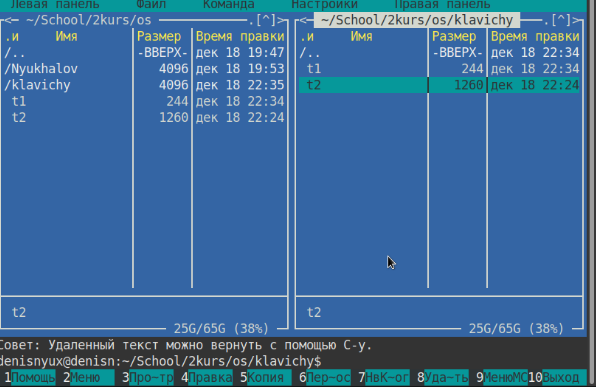 Левая панель Файл Команда Настройки Правая панель
<─ ~/School/2kurs/os ─.[^]>
.и Имя Размер Время правки
/.. -ВВЕРХ- дек 18 19:47
/Nyukhalov 4096 дек 18 19:53
/klavichy 4096 дек 18 22:35
t1 244 дек 18 22:34
t2 1260 дек 18 22:24
t2
25G/65G (38%)
<─ ~/School/2kurs/os/klavichy ─.[^]>
.и Имя Размер Время правки
/.. -ВВЕРХ- дек 18 22:34
t1 244 дек 18 22:34
t2 1260 дек 18 22:24
t2
25G/65G (38%)
Совет: Удаленный текст можно вернуть с помощью C-y.
denisnyux@denisn:~/School/2kurs/os/klavichy$
1Помощь 2Меню 3Про~тр 4Правка 5Копия 6Пер~ос 7НвК~ог 8Уда~ть 9МенюMC 10Выход